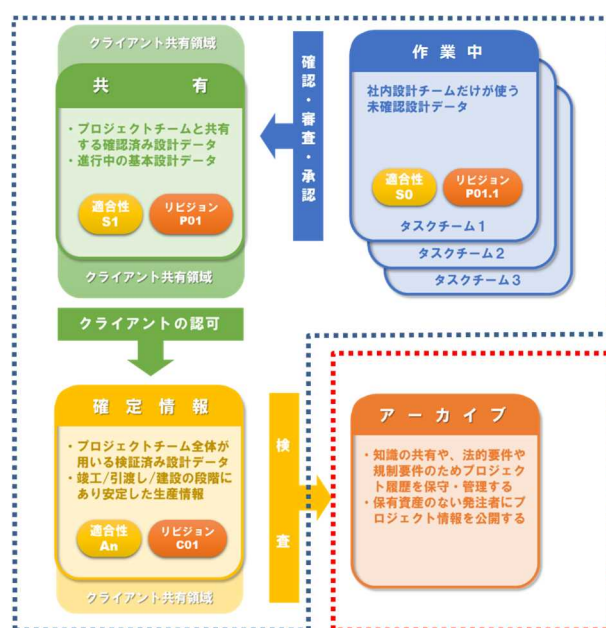 クライアント共有領域
共有
・プロジェクトチームと共有
する確認済み設計データ
・進行中の基本設計データ
適合性
S1
リビジョン
P01
クライアント共有領域
確認・審査・承認
作業中
社内設計チームだけが使う
未確認設計データ
適合性
S0
リビジョン
P01.1
タスクチーム1
タスクチーム2
タスクチーム3
クライアントの認可
確定情報
・プロジェクトチーム全体が
用いる検証済み設計データ
・竣工/引渡し/建設の段階に
あり安定した生産情報
適合性
An
リビジョン
C01
クライアント共有領域
検査
アーカイブ
・知識の共有や、法的要件や
規制要件のためプロジェク
ト履歴を保守・管理する
・保有資産のない発注者にプ
ロジェクト情報を公開する